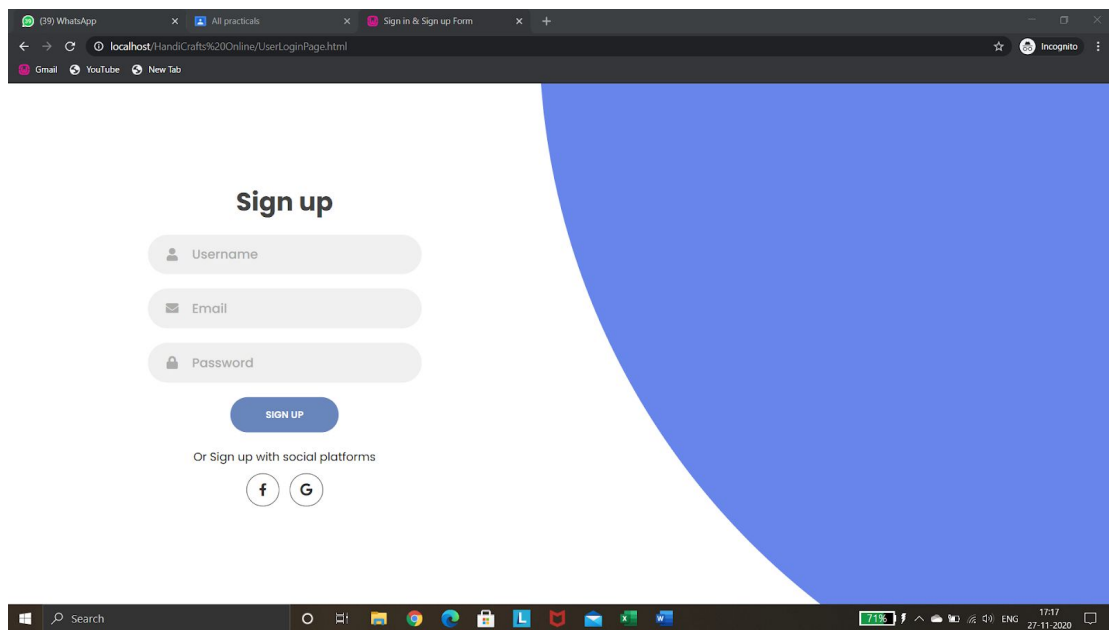 39 (39) WhatsApp All practicals Sign in & Sign up Form
localhost/HandiCrafts%20Online/UserLoginPage.html Incognito
Gmail YouTube New Tab
Sign up
Username
Email
Password
SIGN UP
Or Sign up with social platforms
f G
Search L X W 71% ENG 17:17
27-11-2020